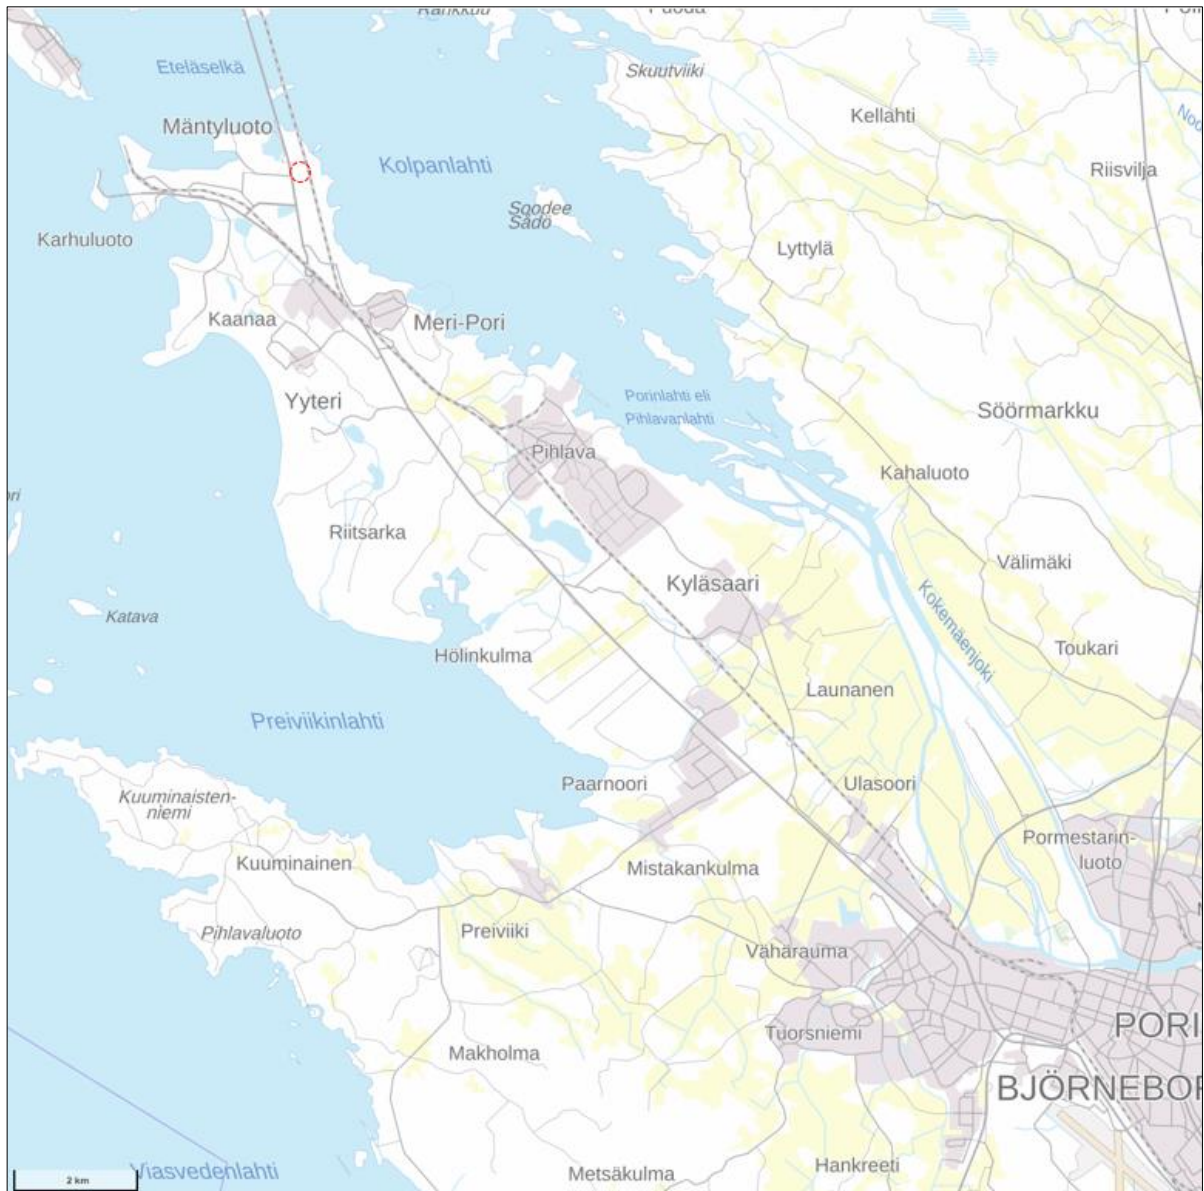 Eteläselkä
Skuutviiki
Kellahti
Mäntyluoto
Kolpanlahti
Riisvilja
Soodee
Sado
Karhuluoto
Lyttylä
Kaanaa
Meri-Pori
Yyteri
Porinlahti eli
Pihlavanlahti
Söörmarkku
Pihlava
Kahaluoto
Riitsarka
Välimäki
Kyläsaari
Kokemäenjoki
Katava
Toukari
Hölinkulma
Launanen
Preiviikinlahti
Paarnoori
Ulasoori
Kuuminaisten-
niemi
Pormestarin-
luoto
Kuuminainen
Mistakankulma
Pihlavaluoto
Preiviiki
Vähärauma
PORI
Tuorsniemi
Makholma
BJÖRNEBOR
Viasvedenlahti
Metsäkulma
Hankreeti
2 km